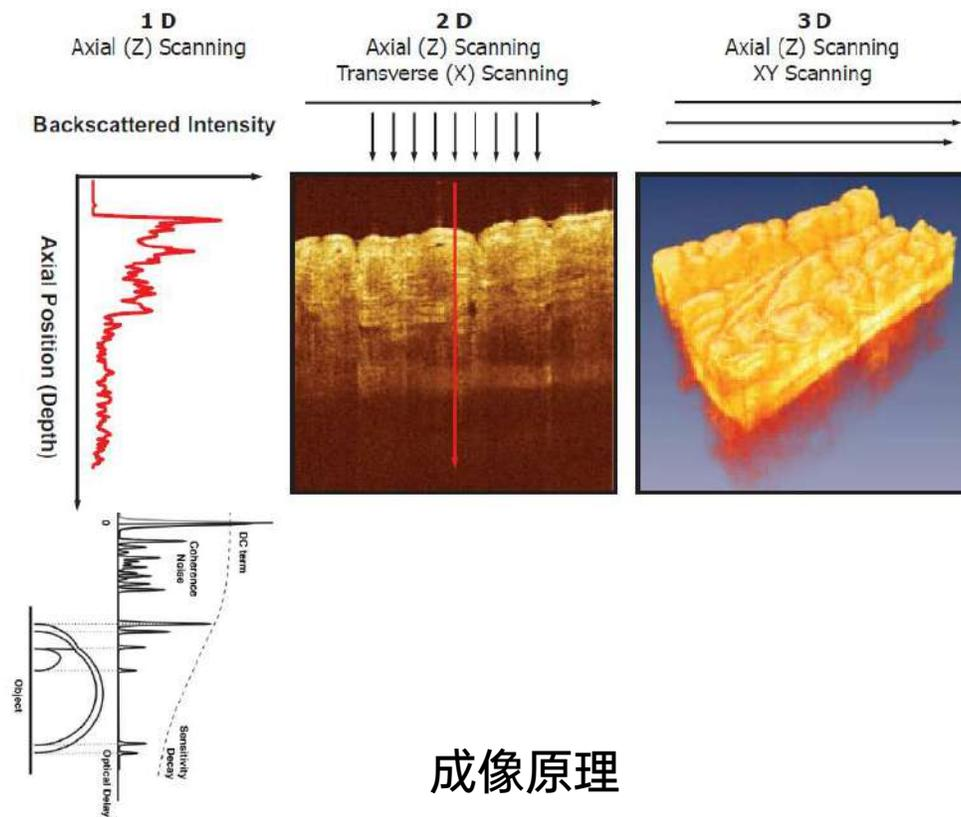 1 D
Axial (Z) Scanning
2 D
Axial (Z) Scanning
Transverse (X) Scanning
3 D
Axial (Z) Scanning
XY Scanning
Backscattered Intensity
Axial Position (Depth)
0
DC term
Coherence
Noise
Sensitivity
Decay
Object
Optical Delay
成像原理